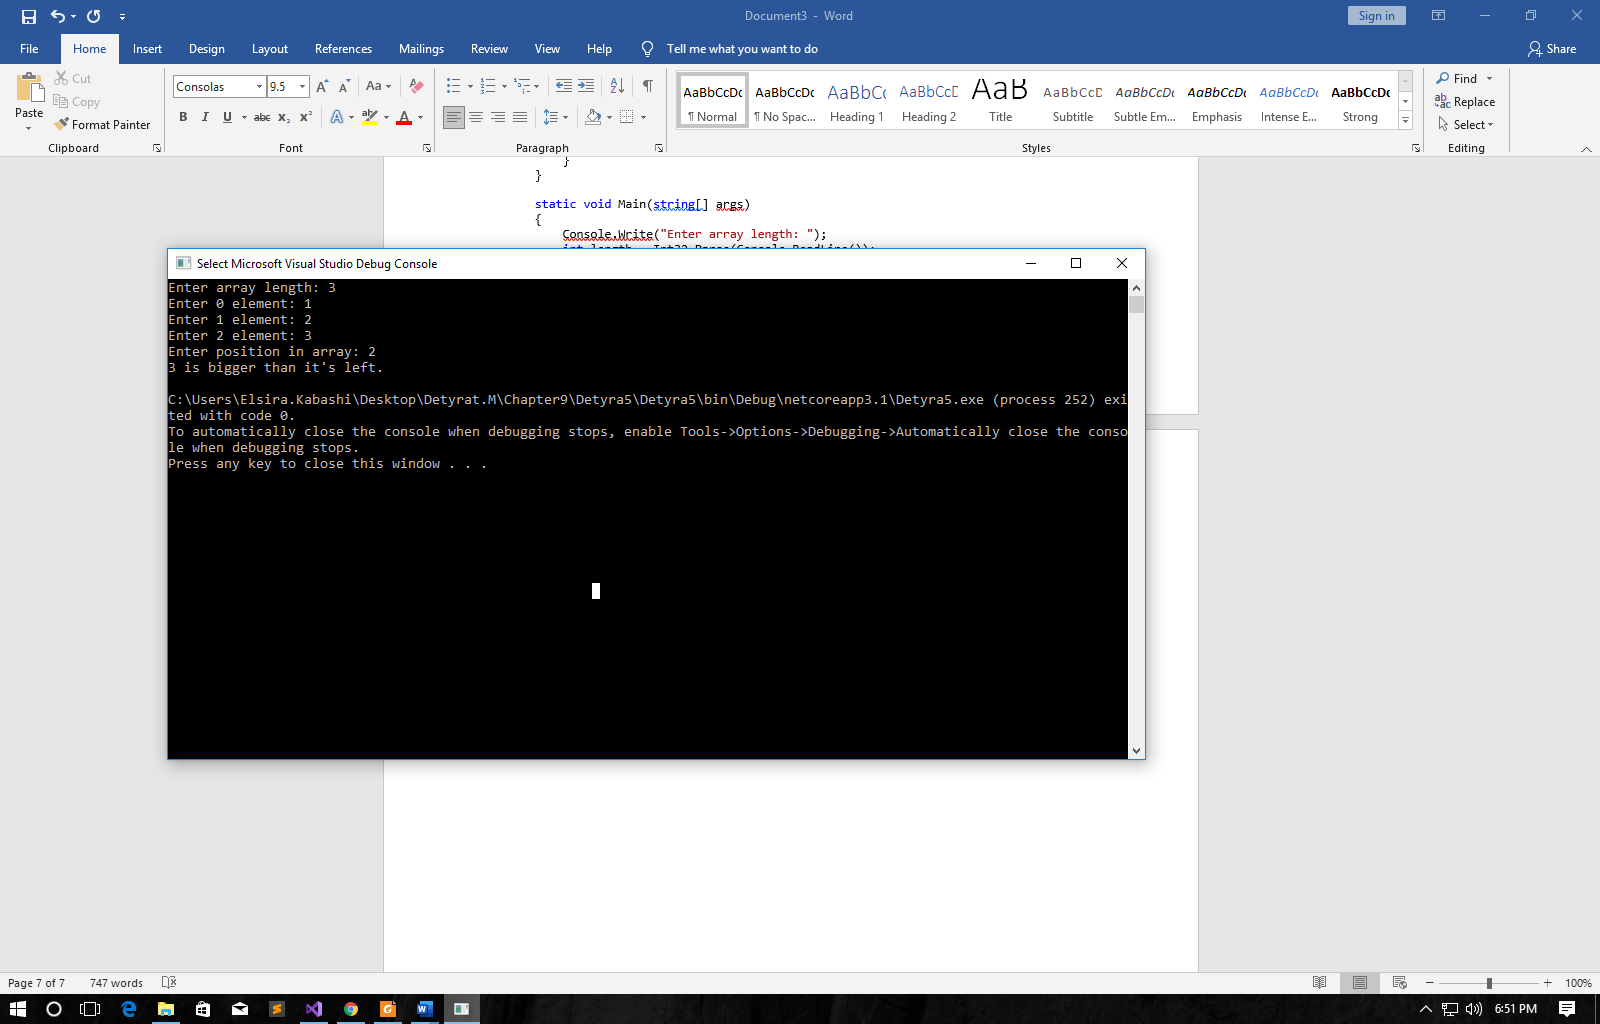 Document3 - Word
Sign in
File Home Insert Design Layout References Mailings Review View Help Tell me what you want to do Share
Paste
Cut
Copy
Format Painter
Clipboard
Consolas 9.5
Font
Paragraph
AaBbCcDc AaBbCcDc AaBbCc AaBbCcD AaB AaBbCcD AaBbCcDc AaBbCcDc AaBbCcDc AaBbCcDc
¶ Normal ¶ No Spac... Heading 1 Heading 2 Title Subtitle Subtle Em... Emphasis Intense E... Strong
Styles
Find
Replace
Select
Editing
}
}
static void Main(string[] args)
{
Console.Write("Enter array length: ");
int length = Int32.Parse(Console.ReadLine());
Select Microsoft Visual Studio Debug Console
Enter array length: 3
Enter 0 element: 1
Enter 1 element: 2
Enter 2 element: 3
Enter position in array: 2
3 is bigger than it's left.
C:\Users\Elsira.Kabashi\Desktop\Detyrat.M\Chapter9\Detyra5\Detyra5\bin\Debug\netcoreapp3.1\Detyra5.exe (process 252) exi
ted with code 0.
To automatically close the console when debugging stops, enable Tools->Options->Debugging->Automatically close the conso
le when debugging stops.
Press any key to close this window . . .
Page 7 of 7 747 words 100%
6:51 PM